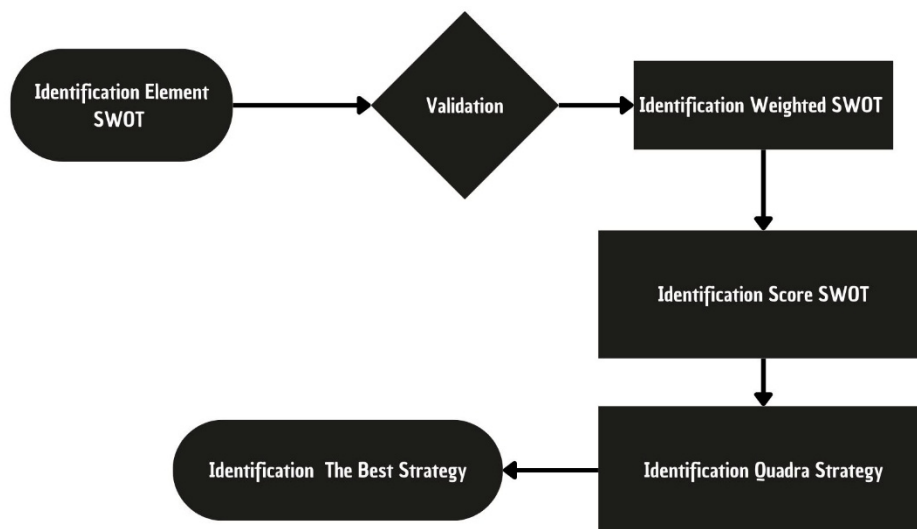 Identification Element
SWOT
Validation
Identification Weighted SWOT
Identification Score SWOT
Identification Quadra Strategy
Identification The Best Strategy